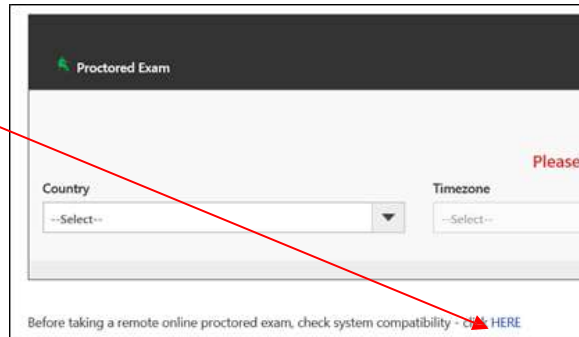 Proctored Exam
Please
Country Timezone
--Select-- --Select--
Before taking a remote online proctored exam, check system compatibility - click HERE